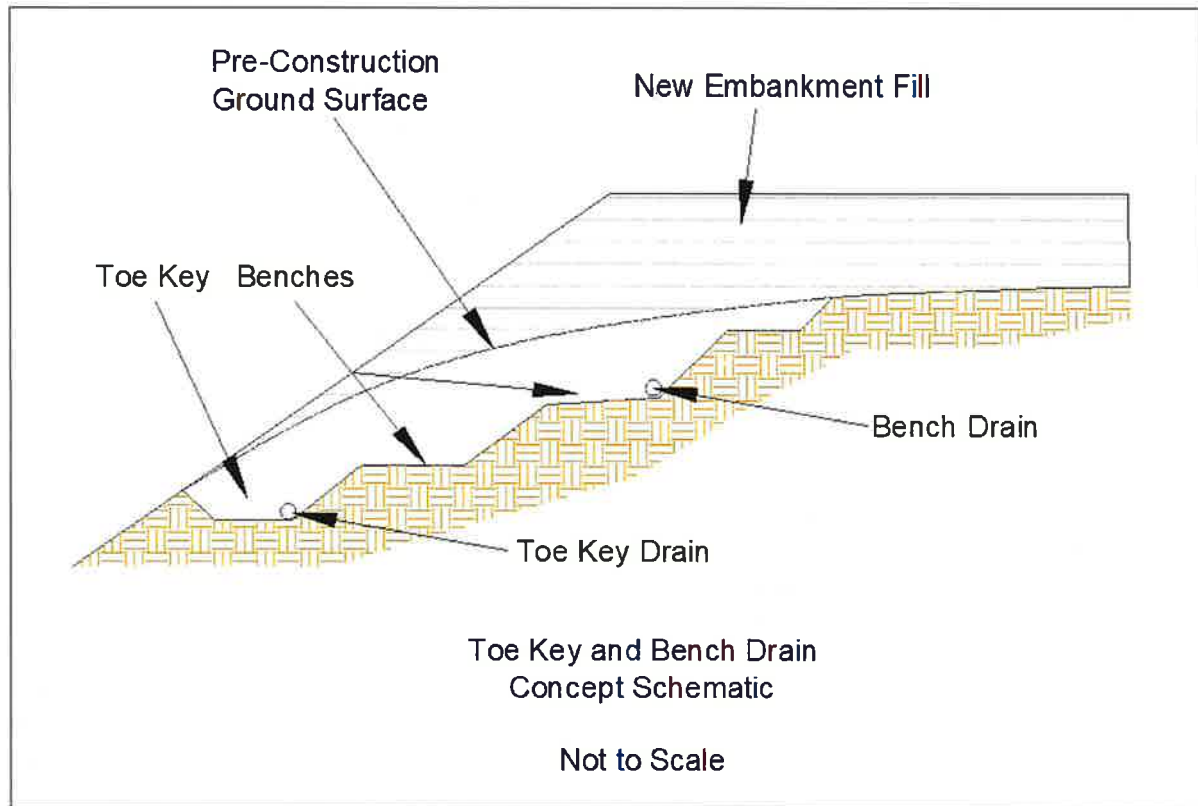 Pre-Construction
Ground Surface
New Embankment Fill
Toe Key
Benches
Bench Drain
Toe Key Drain
Toe Key and Bench Drain
Concept Schematic
Not to Scale